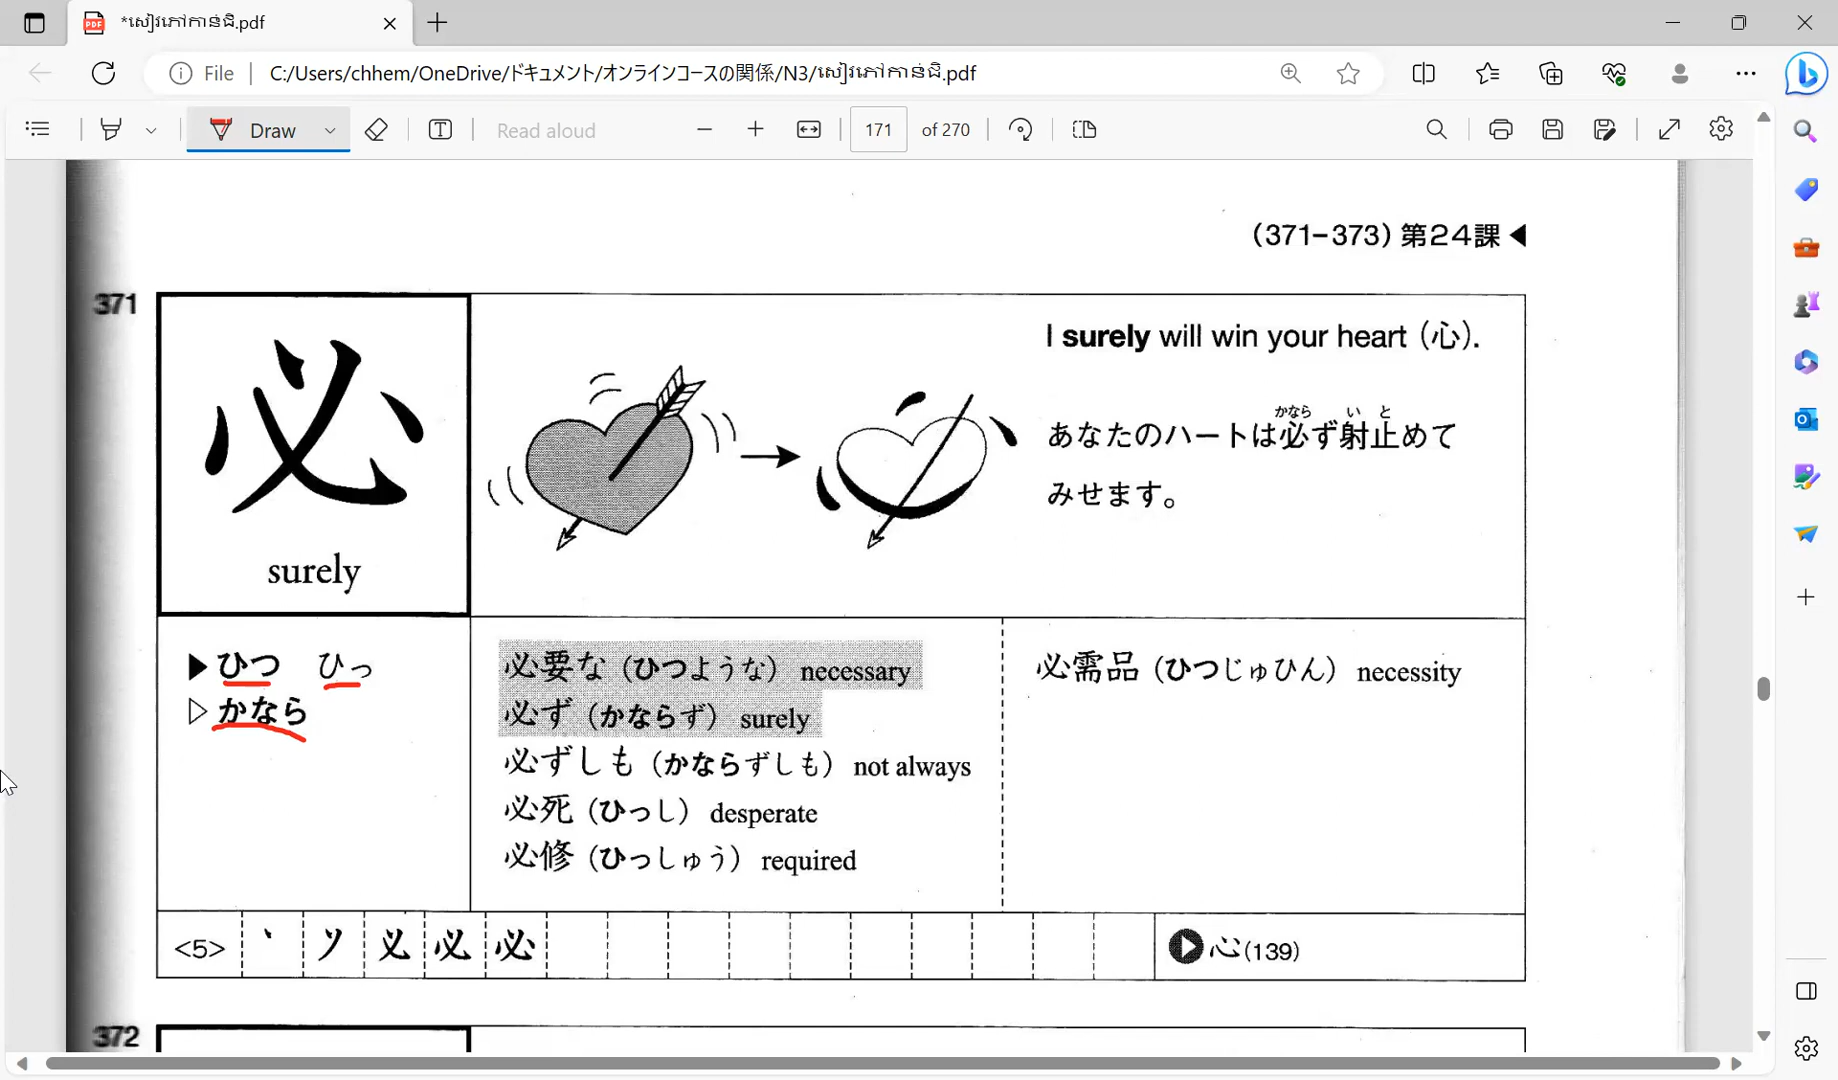 *សៀវភៅកាន់ជិ.pdf
File
C:/Users/chhem/OneDrive/ドキュメント/オンラインコースの関係/N3/សៀវភៅកាន់ជិ.pdf
Draw
Read aloud
171 of 270
(371-373) 第24課◀
371
必
surely
I surely will win your heart (心).
かなら い と
あなたのハートは必ず射止めて
みせます。
▶ひつ ひっ
▷かなら
必要な (ひつような) necessary
必ず (かならず) surely
必ずしも (かならずしも) not always
必死 (ひっし) desperate
必修 (ひっしゅう) required
必需品 (ひつじゅひん) necessity
<5>
必
心(139)
372